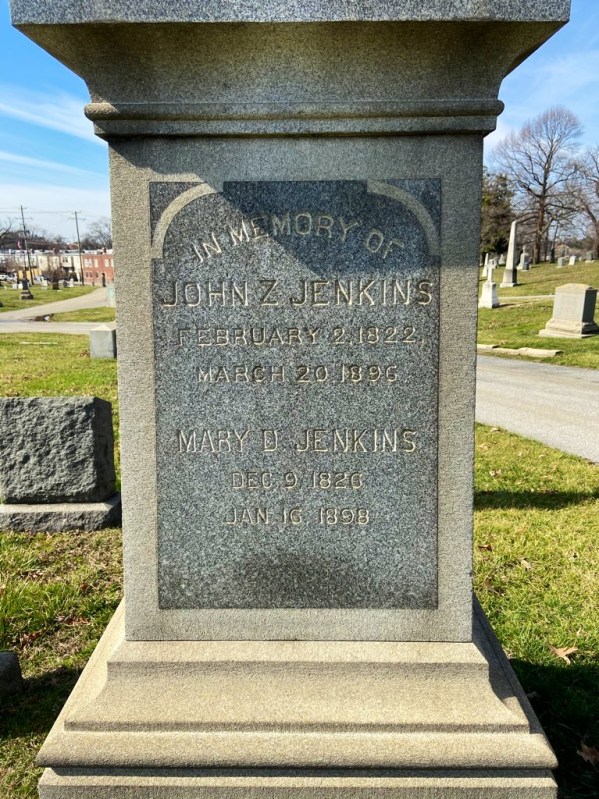 IN MEMORY OF
JOHN Z. JENKINS
FEBRUARY 2, 1822,
MARCH 20 1896
MARY D. JENKINS
DEC. 9 1826
JAN. 16 1898